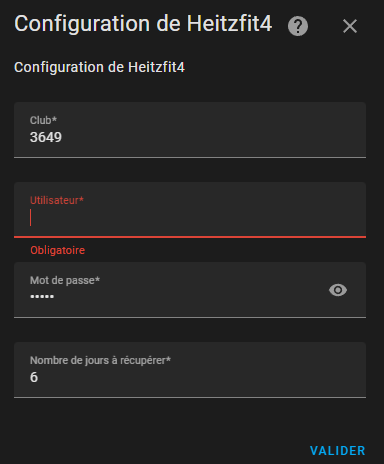 Configuration de Heitzfit4
Configuration de Heitzfit4
Club*
3649
Utilisateur*
Obligatoire
Mot de passe*
•••••
Nombre de jours à récupérer*
6
VALIDER